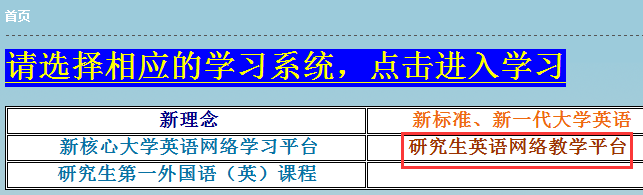 首页
请选择相应的学习系统，点击进入学习
新理念 新标准、新一代大学英语
新核心大学英语网络学习平台 研究生英语网络教学平台
研究生第一外国语（英）课程